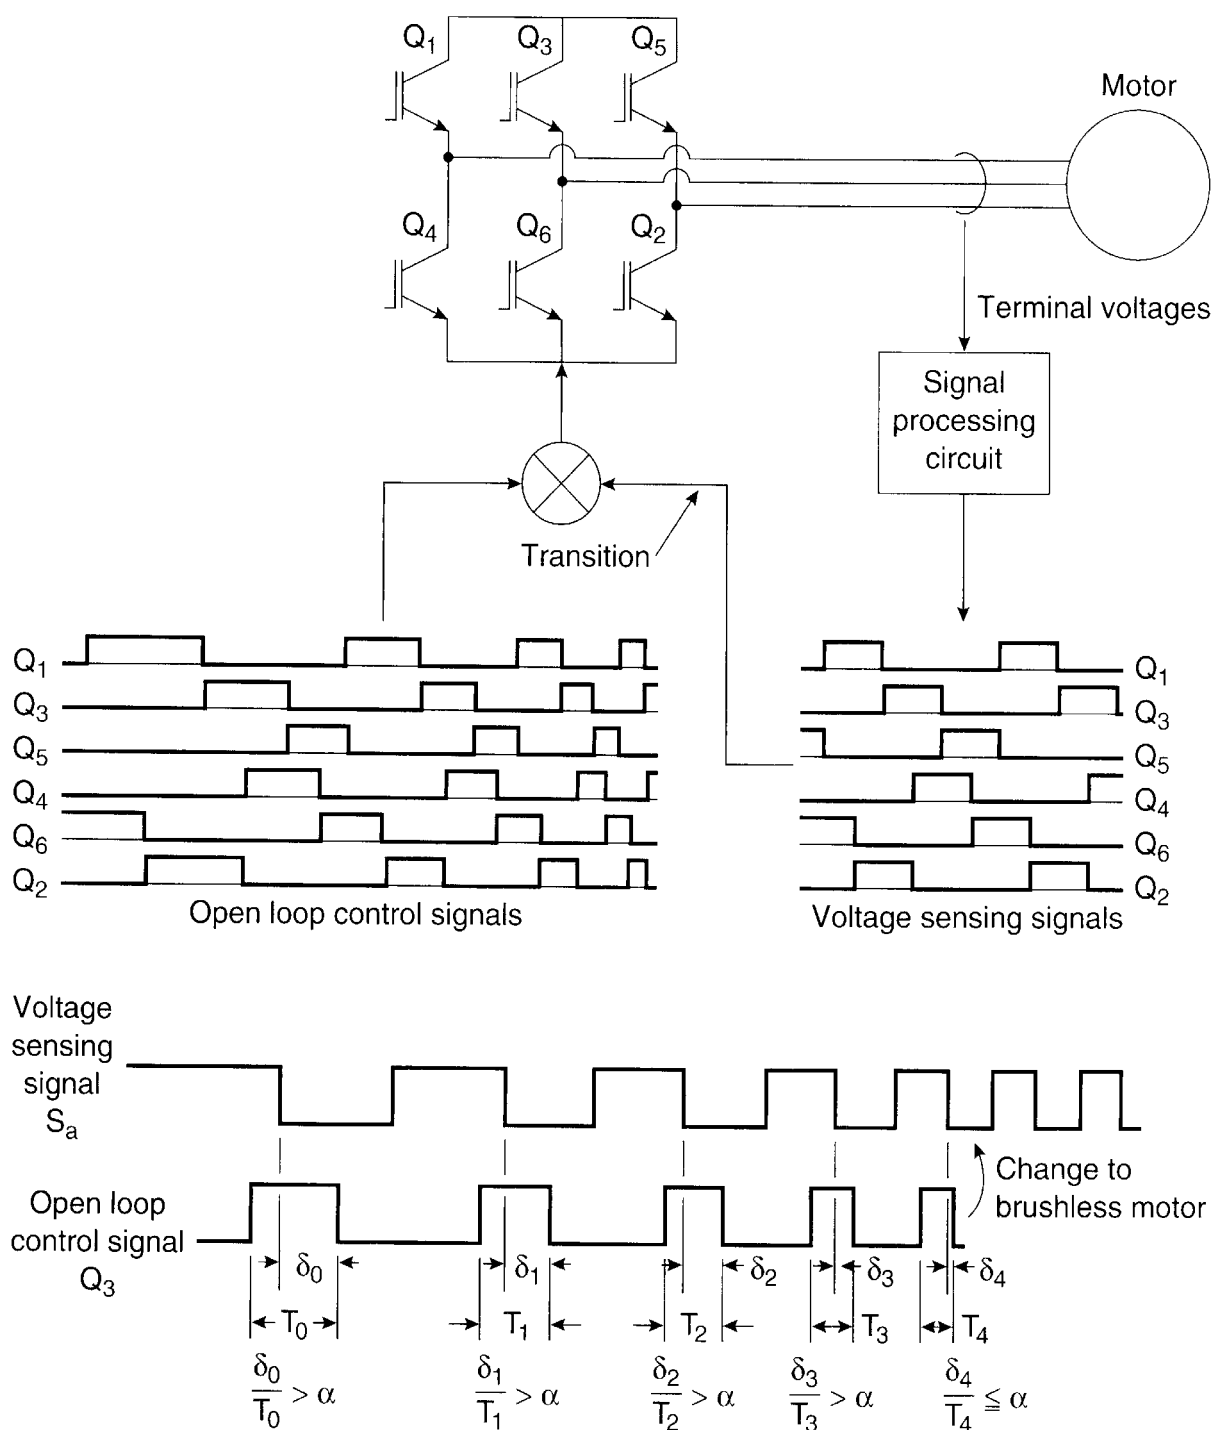 Q₁
Q₃
Q₅
Motor
Q₄
Q₆
Q₂
Terminal voltages
Signal
processing
circuit
Transition
Q₁
Q₃
Q₅
Q₄
Q₆
Q₂
Open loop control signals
Q₁
Q₃
Q₅
Q₄
Q₆
Q₂
Voltage sensing signals
Voltage
sensing
signal
Sₐ
Change to
brushless motor
Open loop
control signal
Q₃
δ₀
δ₁
δ₂
δ₃
δ₄
T₀
T₁
T₂
T₃
T₄
δ₀/T₀ > α
δ₁/T₁ > α
δ₂/T₂ > α
δ₃/T₃ > α
δ₄/T₄ ≦ α